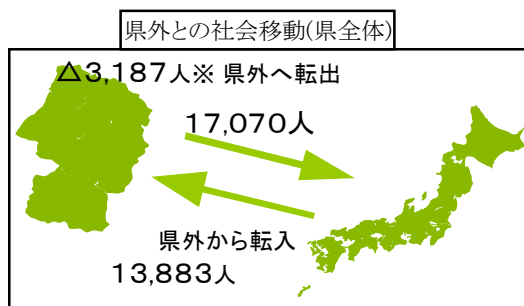 県外との社会移動(県全体)
△3,187人※ 県外へ転出
17,070人
県外から転入
13,883人